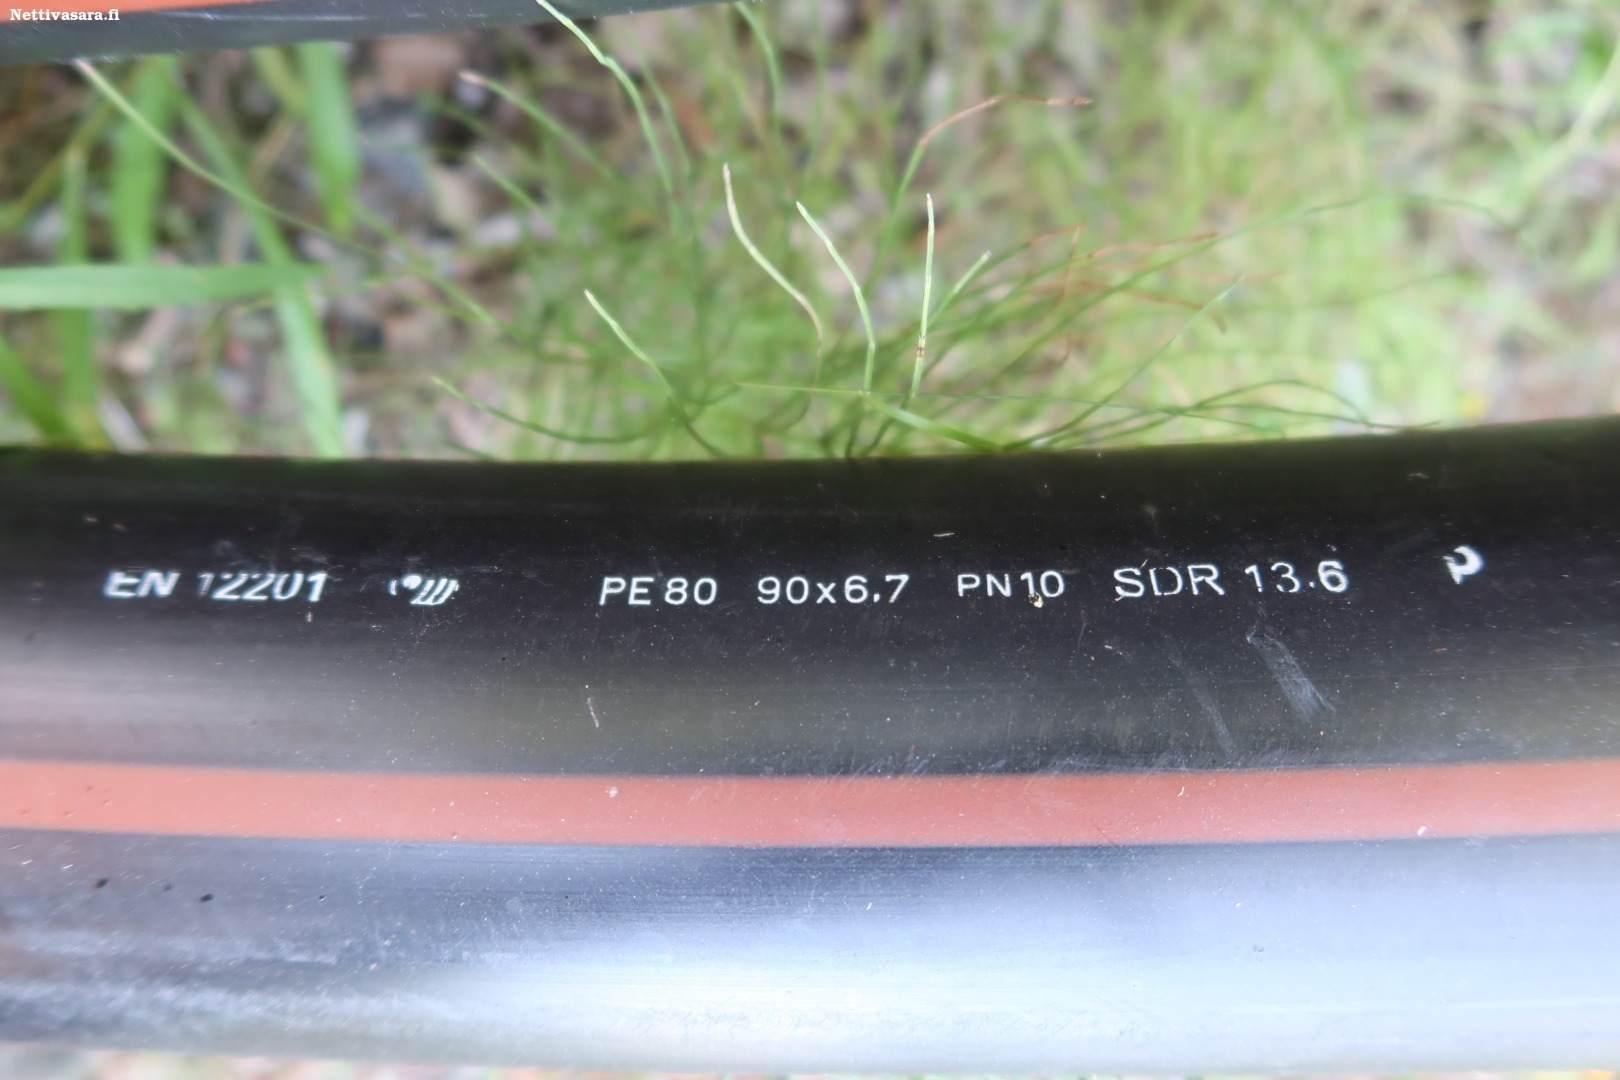 Nettivasara.fi
EN 12201 PE 80 90x6.7 PN10 SDR 13.6 P